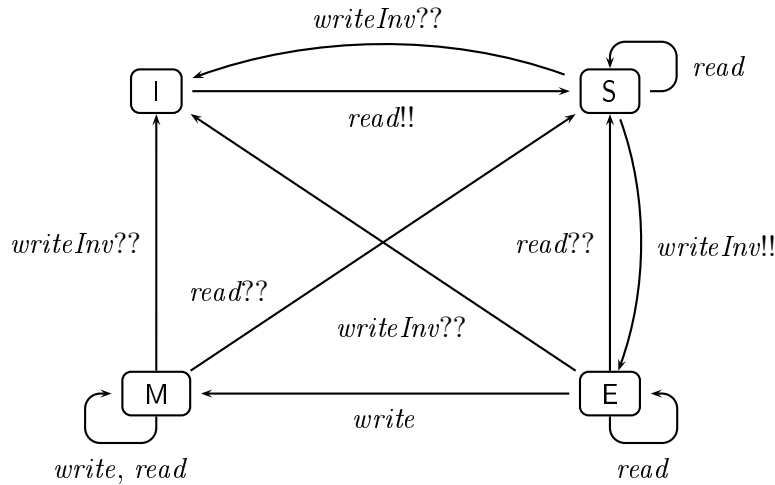 writeInv??
I
S
read
read!!
writeInv??
read??
writeInv!!
read??
writeInv??
M
E
write
write, read
read